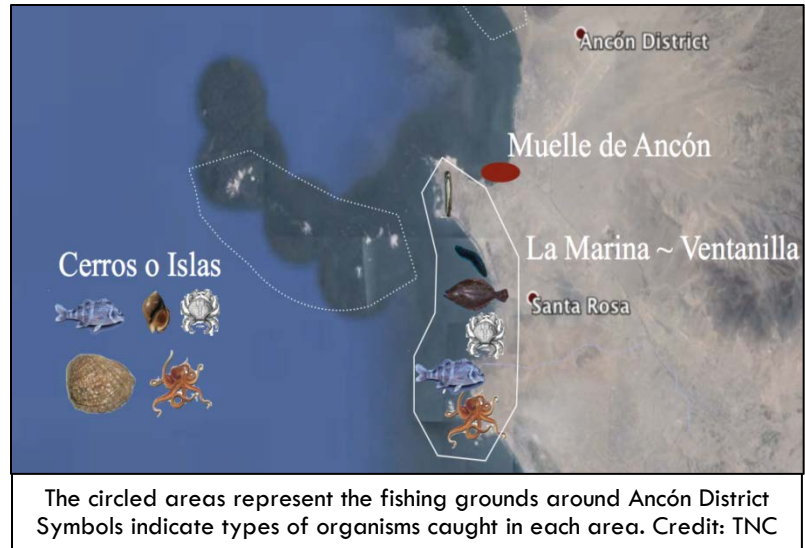 Ancón District
Muelle de Ancón
Cerros o Islas
La Marina ~ Ventanilla
Santa Rosa
The circled areas represent the fishing grounds around Ancón District
Symbols indicate types of organisms caught in each area. Credit: TNC